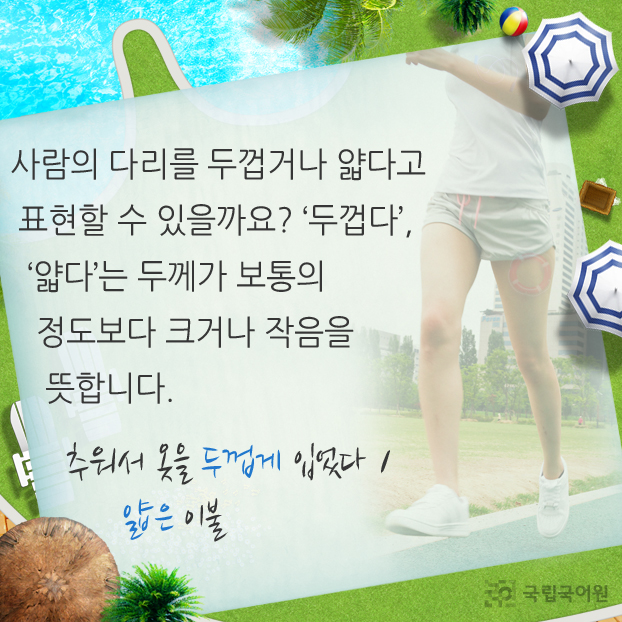 사람의 다리를 두껍거나 얇다고
표현할 수 있을까요? ‘두껍다’,
‘얇다’는 두께가 보통의
정도보다 크거나 작음을
뜻합니다.
추워서 옷을 두껍게 입었다 /
얇은 이불
국립국어원